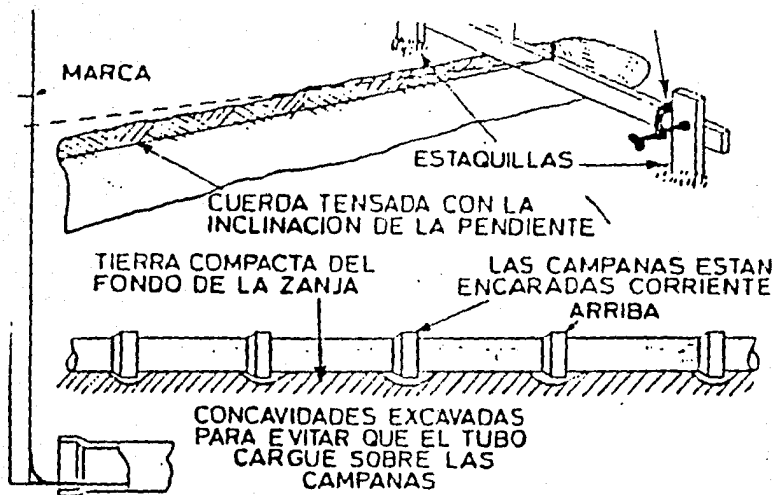 MARCA
ESTAQUILLAS
CUERDA TENSADA CON LA
INCLINACION DE LA PENDIENTE
TIERRA COMPACTA DEL
FONDO DE LA ZANJA
LAS CAMPANAS ESTAN
ENCARADAS CORRIENTE
ARRIBA
CONCAVIDADES EXCAVADAS
PARA EVITAR QUE EL TUBO
CARGUE SOBRE LAS
CAMPANAS